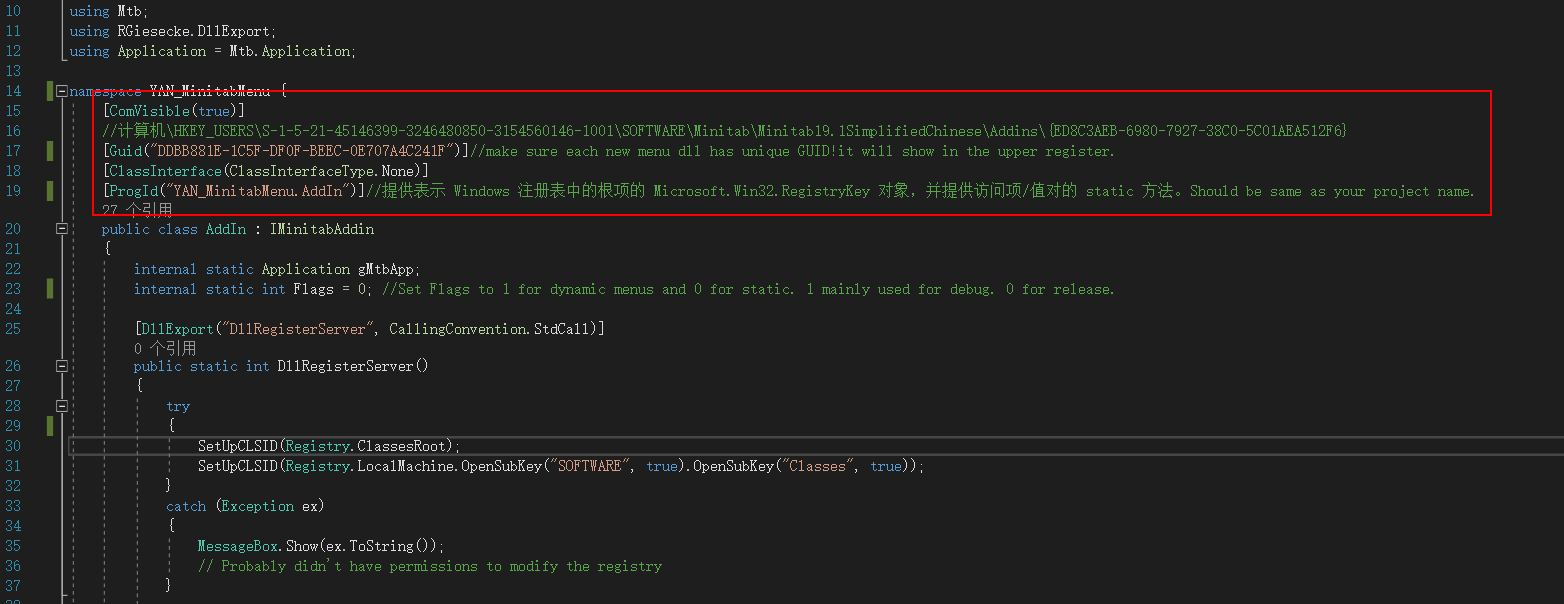 10 using Mtb;
11 using RGiesecke.DllExport;
12 using Application = Mtb.Application;
13
14 namespace YAN_MinitabMenu {
15 [ComVisible(true)]
16 //计算机\HKEY_USERS\S-1-5-21-45146399-3246480850-3154560146-1001\SOFTWARE\Minitab\Minitab19.1SimplifiedChinese\Addins\{ED8C3AEB-6980-7927-38C0-5C01AEA512F6}
17 [Guid("DDBB881E-1C5F-DF0F-BEEC-0E707A4C241F")]//make sure each new menu dll has unique GUID!it will show in the upper register.
18 [ClassInterface(ClassInterfaceType.None)]
19 [ProgId("YAN_MinitabMenu.AddIn")]//提供表示 Windows 注册表中的根项的 Microsoft.Win32.RegistryKey 对象，并提供访问项/值对的 static 方法。Should be same as your project name.
27 个引用
20 public class AddIn : IMinitabAddin
21 {
22 internal static Application gMtbApp;
23 internal static int Flags = 0; //Set Flags to 1 for dynamic menus and 0 for static. 1 mainly used for debug. 0 for release.
24
25 [DllExport("DllRegisterServer", CallingConvention.StdCall)]
0 个引用
26 public static int DllRegisterServer()
27 {
28 try
29 {
30 SetUpCLSID(Registry.ClassesRoot);
31 SetUpCLSID(Registry.LocalMachine.OpenSubKey("SOFTWARE", true).OpenSubKey("Classes", true));
32 }
33 catch (Exception ex)
34 {
35 MessageBox.Show(ex.ToString());
36 // Probably didn't have permissions to modify the registry
37 }